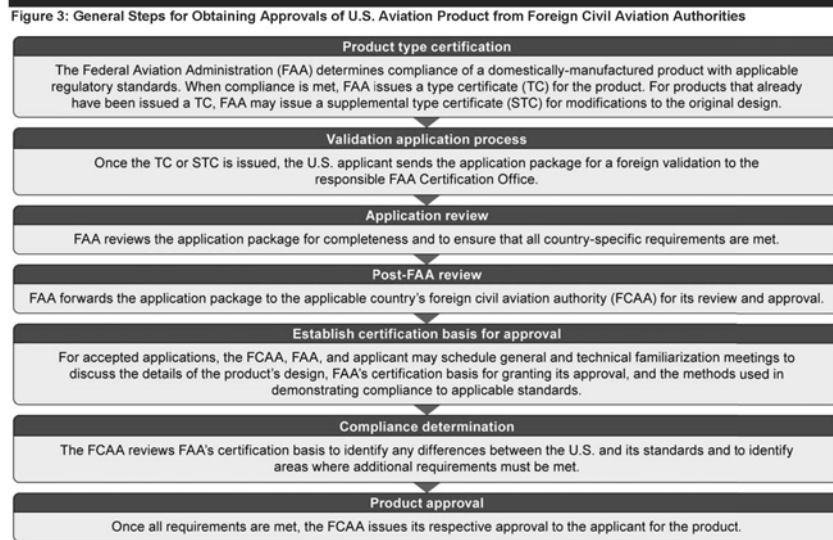 Figure 3: General Steps for Obtaining Approvals of U.S. Aviation Product from Foreign Civil Aviation Authorities
Product type certification
The Federal Aviation Administration (FAA) determines compliance of a domestically-manufactured product with applicable
regulatory standards. When compliance is met, FAA issues a type certificate (TC) for the product. For products that already
have been issued a TC, FAA may issue a supplemental type certificate (STC) for modifications to the original design.
Validation application process
Once the TC or STC is issued, the U.S. applicant sends the application package for a foreign validation to the
responsible FAA Certification Office.
Application review
FAA reviews the application package for completeness and to ensure that all country-specific requirements are met.
Post-FAA review
FAA forwards the application package to the applicable country's foreign civil aviation authority (FCAA) for its review and approval.
Establish certification basis for approval
For accepted applications, the FCAA, FAA, and applicant may schedule general and technical familiarization meetings to
discuss the details of the product's design, FAA's certification basis for granting its approval, and the methods used in
demonstrating compliance to applicable standards.
Compliance determination
The FCAA reviews FAA's certification basis to identify any differences between the U.S. and its standards and to identify
areas where additional requirements must be met.
Product approval
Once all requirements are met, the FCAA issues its respective approval to the applicant for the product.